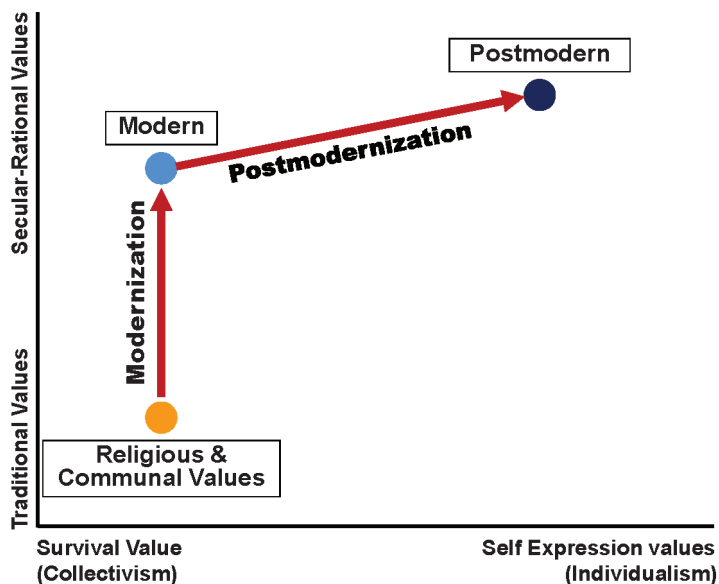 Secular-Rational Values
Traditional Values
Postmodern
Modern
Postmodernization
Modernization
Religious &
Communal Values
Survival Value
(Collectivism)
Self Expression values
(Individualism)